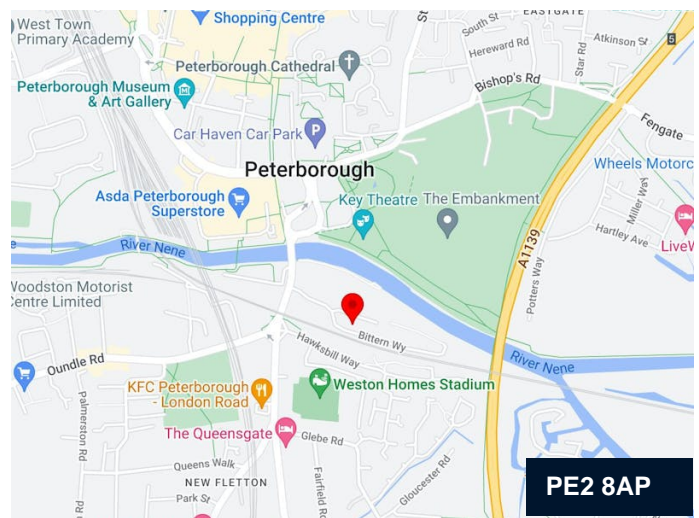 West Town
Primary Academy
Shopping Centre
EASTGATE
South St
St
Hereward Rd
Star Rd
Atkinson St
5
Peterborough Cathedral
Bishop's Rd
Peterborough Museum
& Art Gallery
Car Haven Car Park
P
Fengate
Peterborough
Wheels Motorc
Asda Peterborough
Superstore
Key Theatre
The Embankment
Miller Way
Hartley Ave
LiveW
A1139
Potters Way
e
River Nene
Woodston Motorist
Centre Limited
Bittern Wy
Hawksbill Way
River Nene
Oundle Rd
Palmerston Rd
KFC Peterborough
- London Road
Weston Homes Stadium
The Queensgate
Glebe Rd
Queens Walk
NEW FLETTON
Park St
Fairfield Rd
Gloucester Rd
PE2 8AP